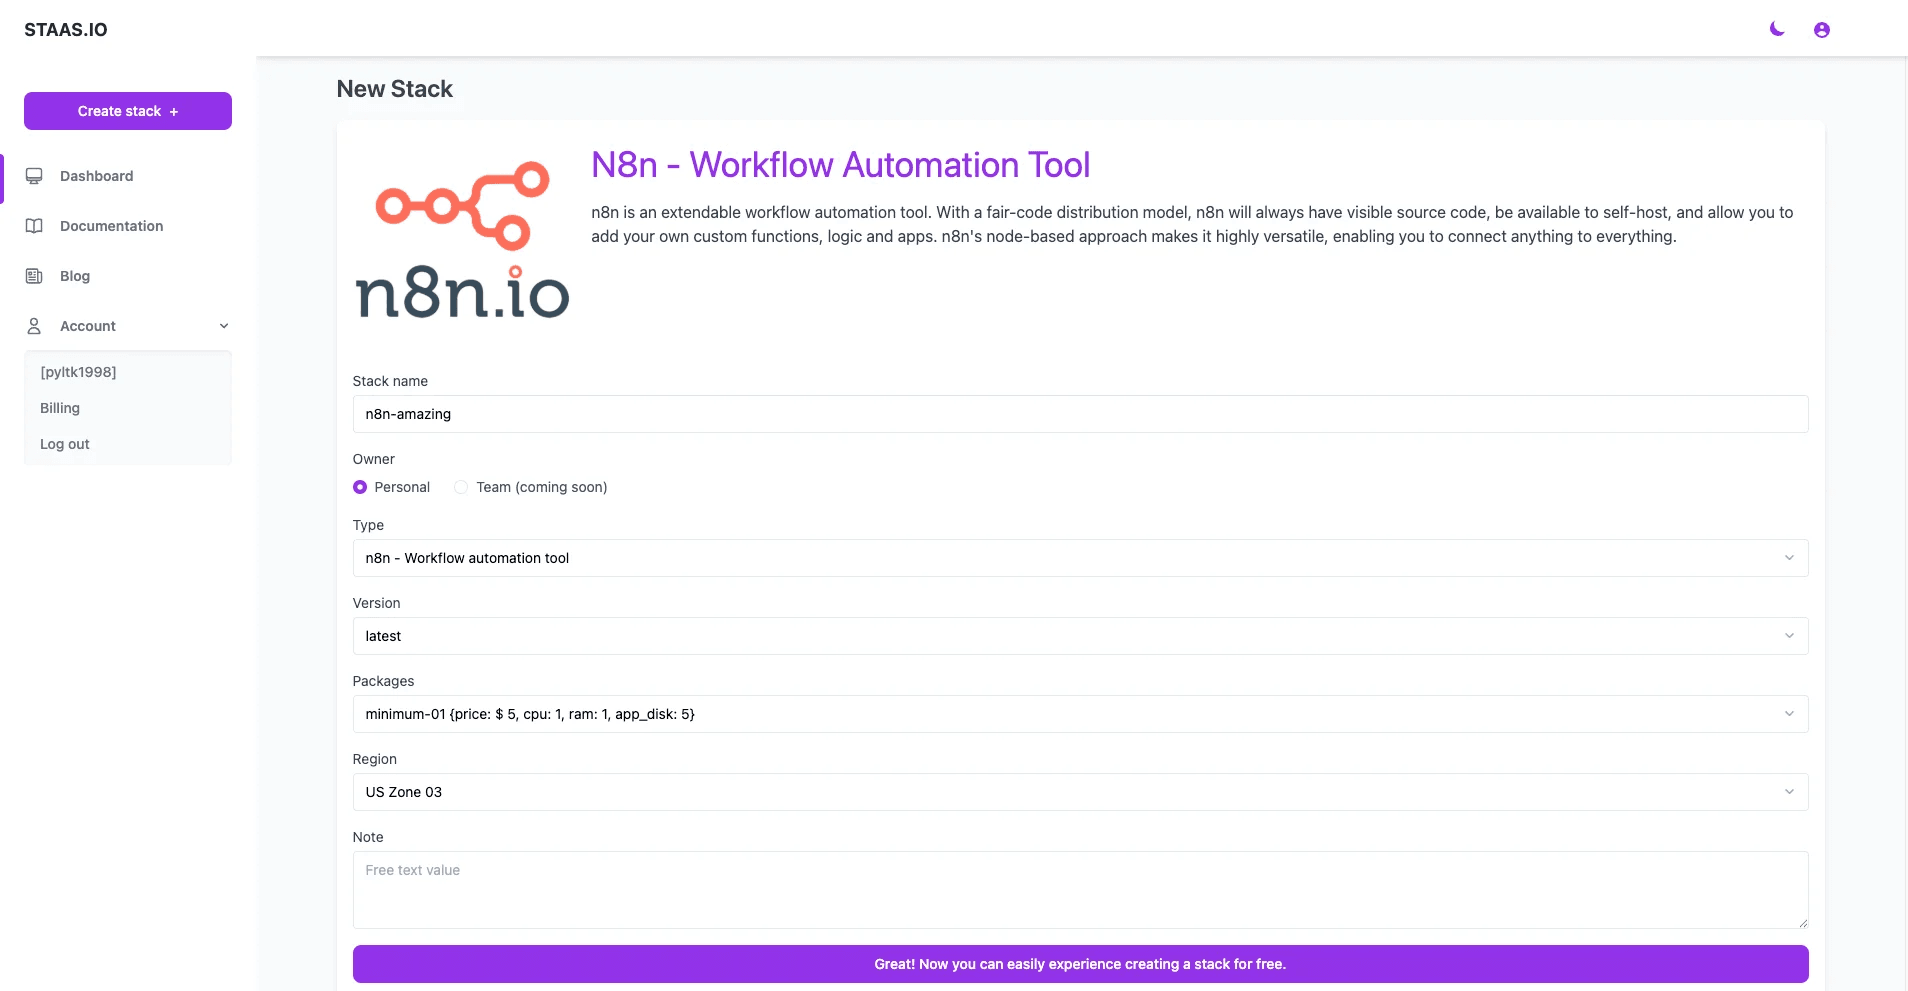 STAAS.IO
Create stack +
Dashboard
Documentation
Blog
Account
[pyltk1998]
Billing
Log out
New Stack
n8n.io
N8n - Workflow Automation Tool
n8n is an extendable workflow automation tool. With a fair-code distribution model, n8n will always have visible source code, be available to self-host, and allow you to
add your own custom functions, logic and apps. n8n's node-based approach makes it highly versatile, enabling you to connect anything to everything.
Stack name
n8n-amazing
Owner
Personal Team (coming soon)
Type
n8n - Workflow automation tool
Version
latest
Packages
minimum-01 {price: $ 5, cpu: 1, ram: 1, app_disk: 5}
Region
US Zone 03
Note
Free text value
Great! Now you can easily experience creating a stack for free.